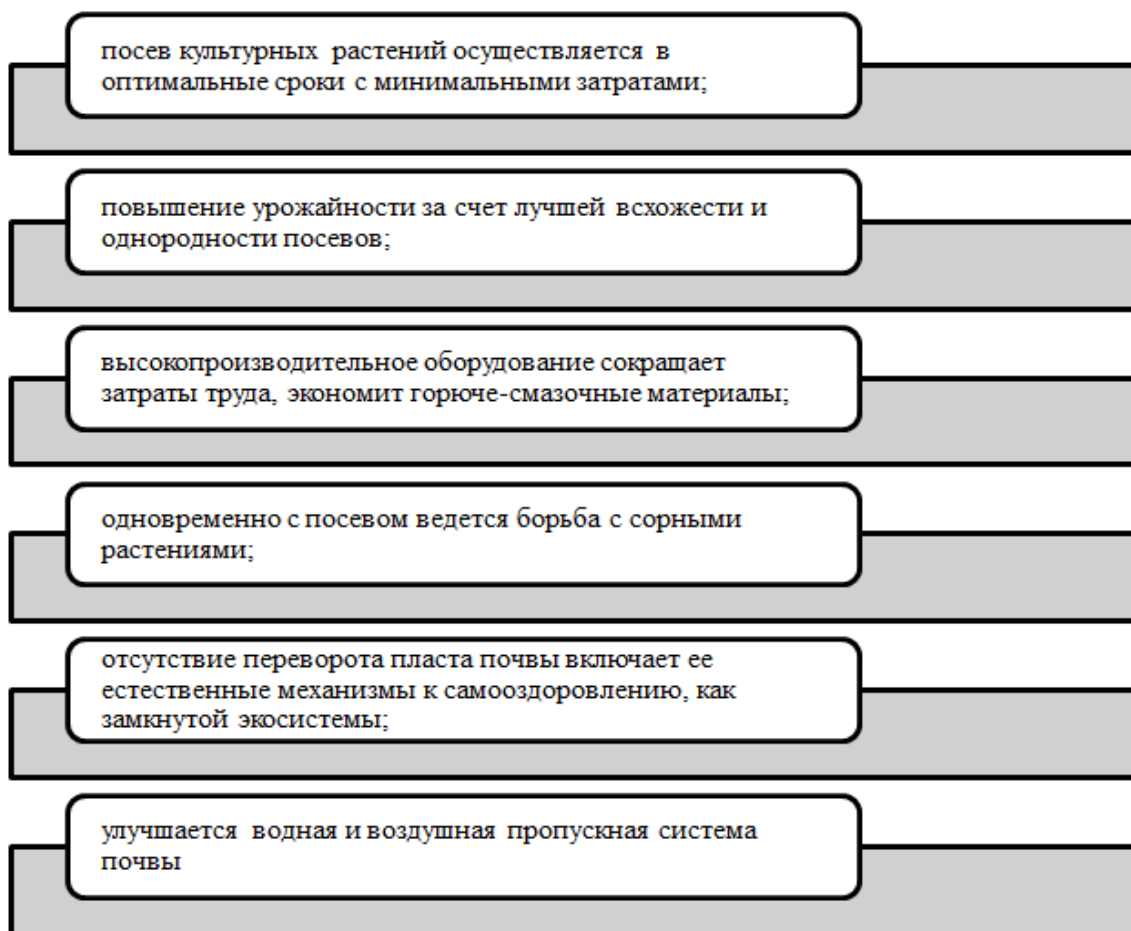 посев культурных растений осуществляется в
оптимальные сроки с минимальными затратами;
повышение урожайности за счет лучшей всхожести и
однородности посевов;
высокопроизводительное оборудование сокращает
затраты труда, экономит горюче-смазочные материалы;
одновременно с посевом ведется борьба с сорными
растениями;
отсутствие переворота пласта почвы включает ее
естественные механизмы к самооздоровлению, как
замкнутой экосистемы;
улучшается водная и воздушная пропускная система
почвы